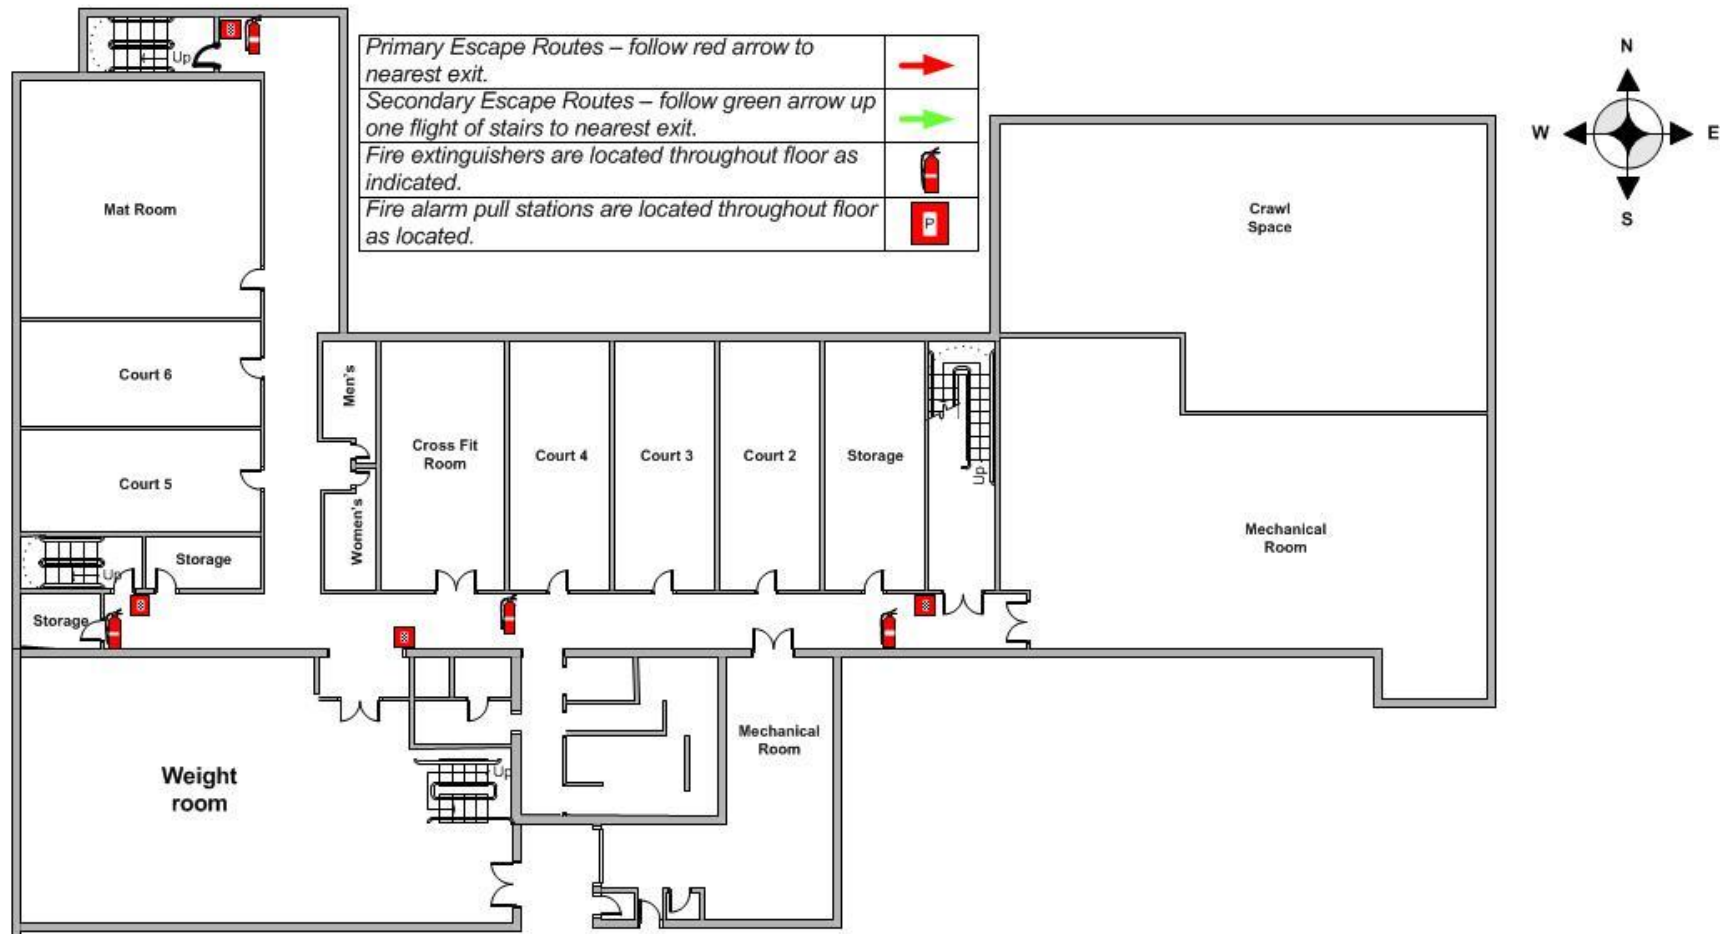 Up
Primary Escape Routes – follow red arrow to
nearest exit.
Secondary Escape Routes – follow green arrow up
one flight of stairs to nearest exit.
Fire extinguishers are located throughout floor as
indicated.
Fire alarm pull stations are located throughout floor
as located.
P
N
W
E
S
Mat Room
Crawl
Space
Court 6
Men's
Cross Fit
Room
Court 4
Court 3
Court 2
Storage
Up
Court 5
Women's
Mechanical
Room
Up
Storage
Storage
Weight
room
Up
Mechanical
Room